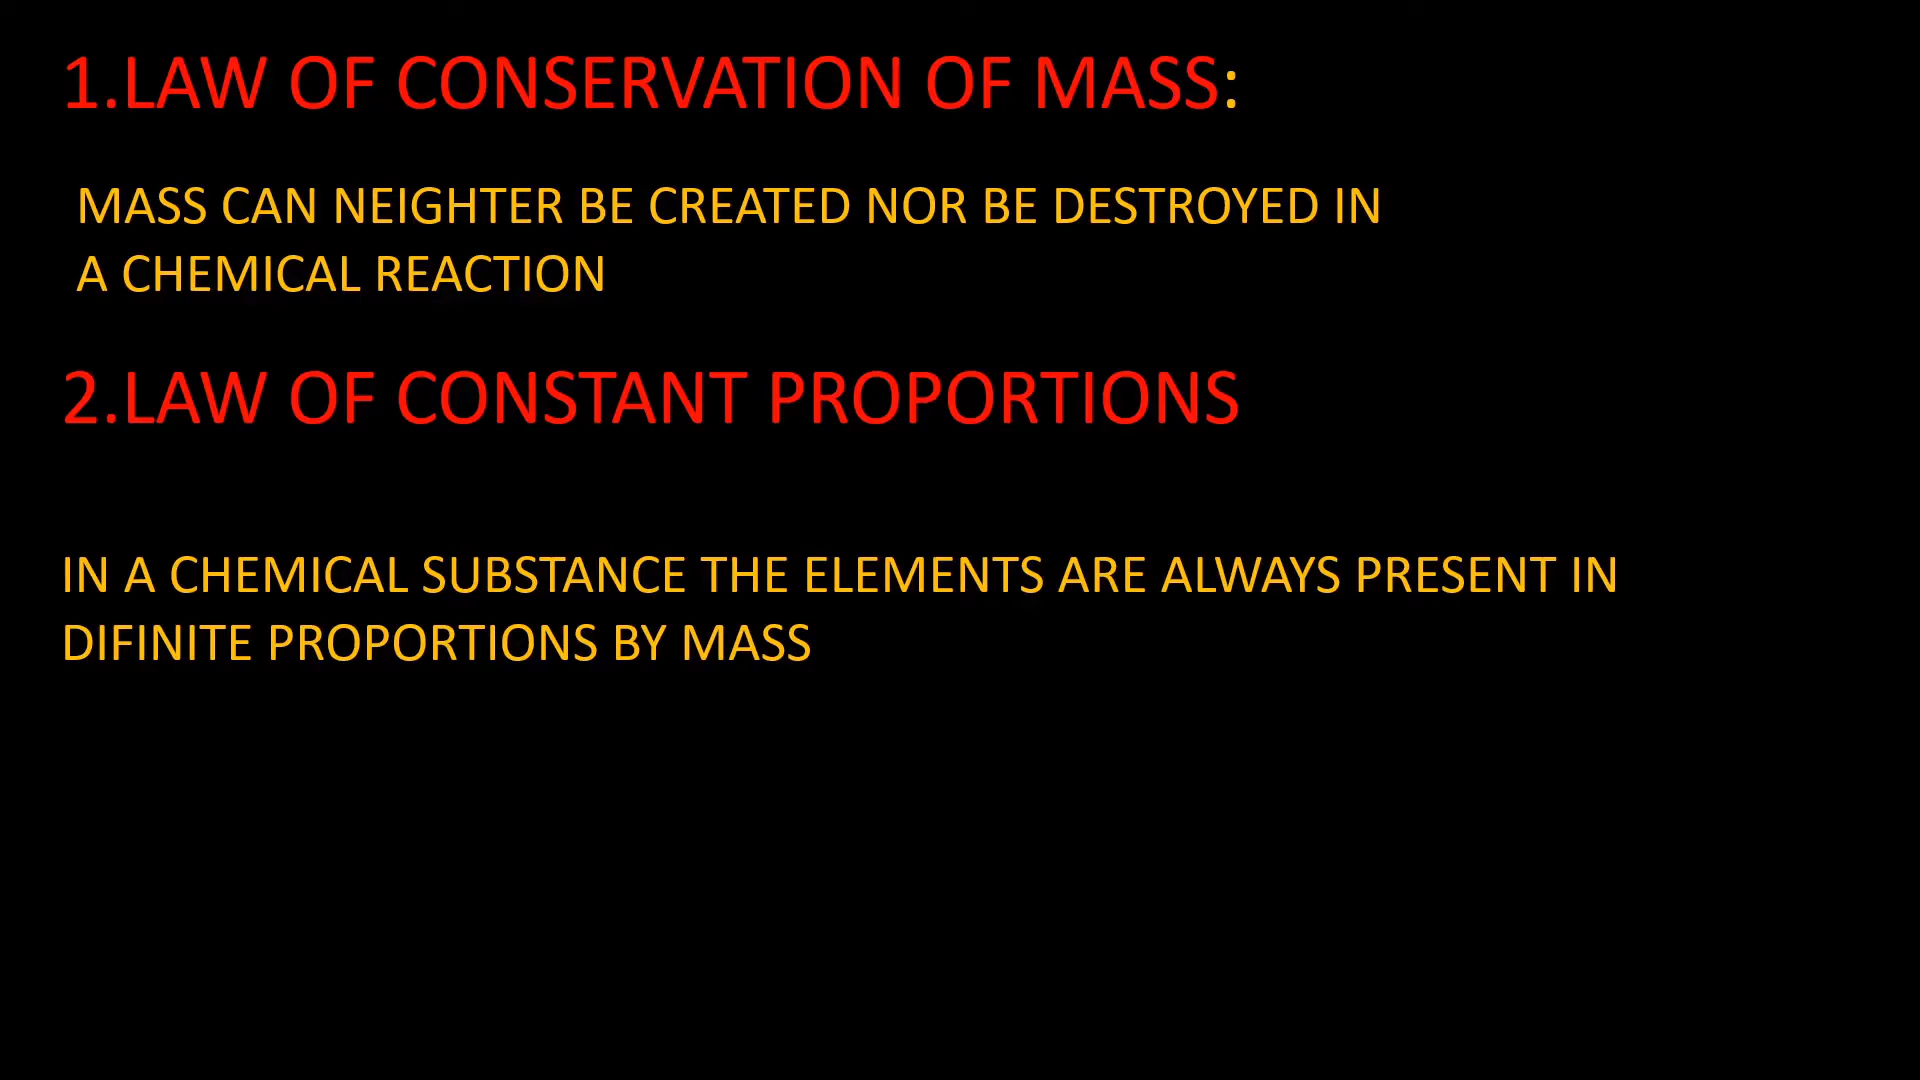 1.LAW OF CONSERVATION OF MASS:
MASS CAN NEIGHTER BE CREATED NOR BE DESTROYED IN
A CHEMICAL REACTION
2.LAW OF CONSTANT PROPORTIONS
IN A CHEMICAL SUBSTANCE THE ELEMENTS ARE ALWAYS PRESENT IN
DIFINITE PROPORTIONS BY MASS